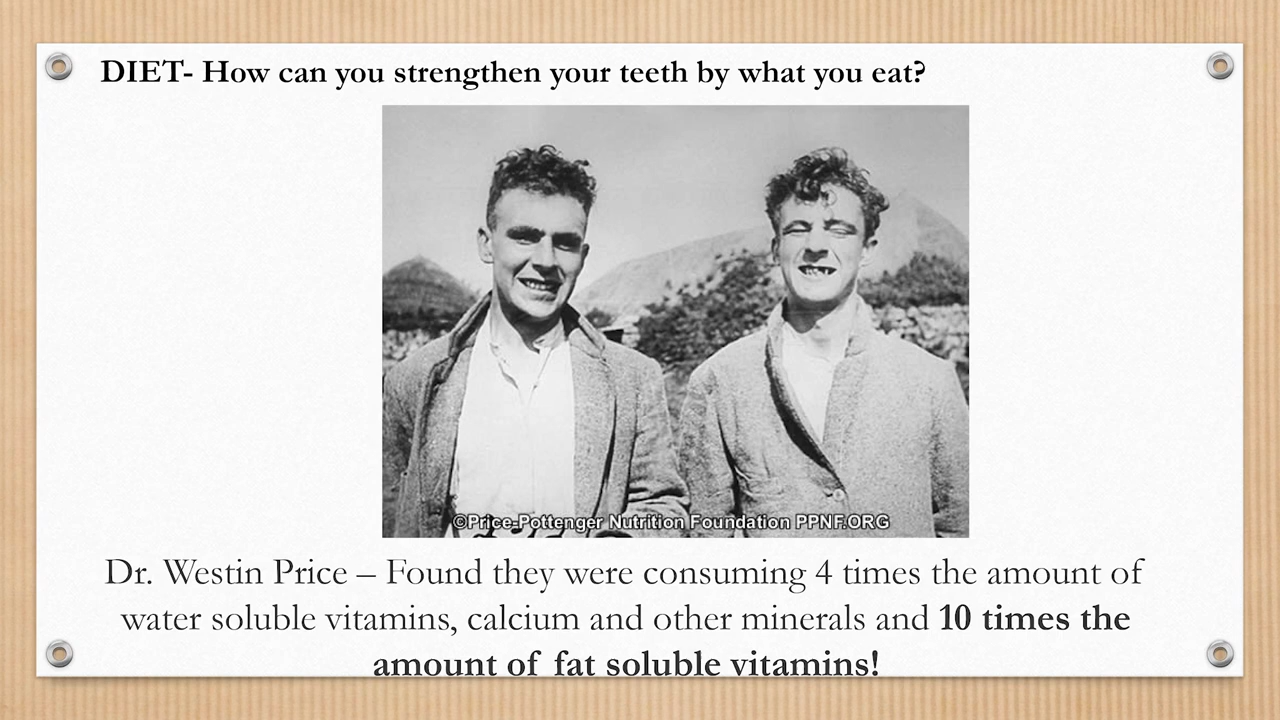 DIET- How can you strengthen your teeth by what you eat?
©Price-Pottenger Nutrition Foundation PPNF.ORG
Dr. Westin Price – Found they were consuming 4 times the amount of
water soluble vitamins, calcium and other minerals and 10 times the
amount of fat soluble vitamins!